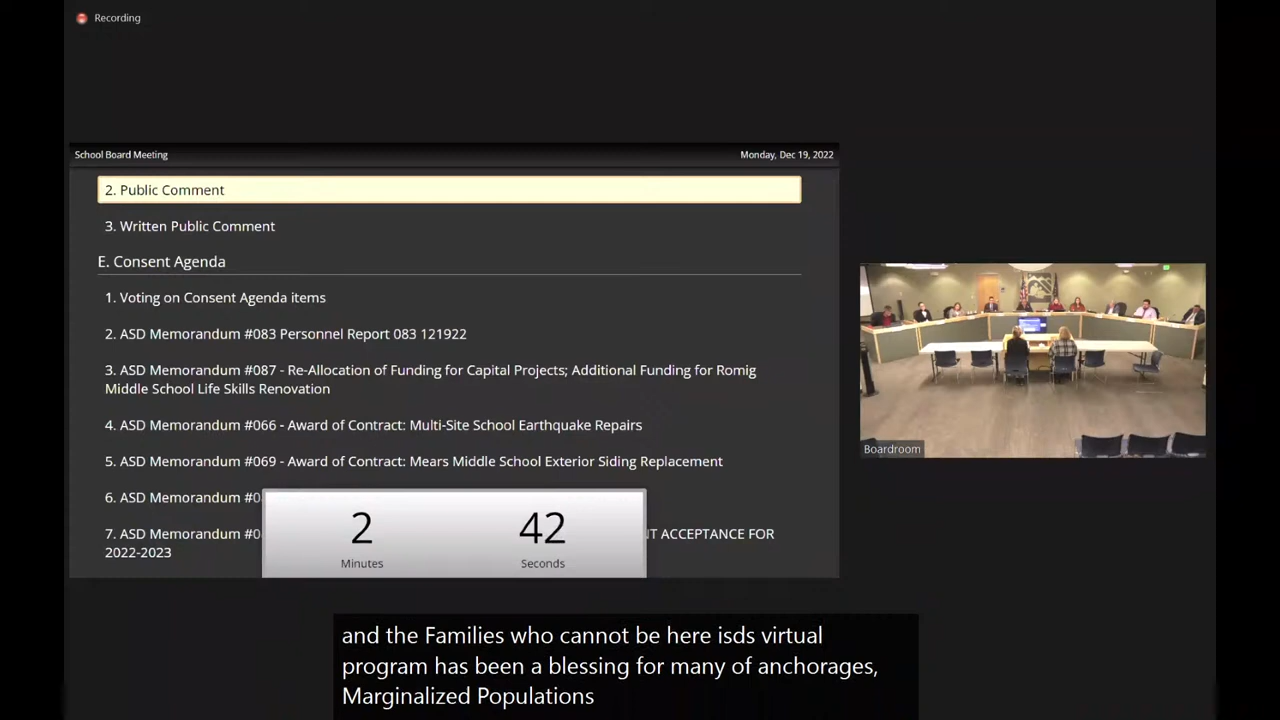 Recording
School Board Meeting
Monday, Dec 19, 2022
2. Public Comment
3. Written Public Comment
E. Consent Agenda
1. Voting on Consent Agenda items
2. ASD Memorandum #083 Personnel Report 083 121922
3. ASD Memorandum #087 - Re-Allocation of Funding for Capital Projects; Additional Funding for Romig
Middle School Life Skills Renovation
4. ASD Memorandum #066 - Award of Contract: Multi-Site School Earthquake Repairs
5. ASD Memorandum #069 - Award of Contract: Mears Middle School Exterior Siding Replacement
6. ASD Memorandum
7. ASD Memorandum ACCEPTANCE FOR
2022-2023
2 42
Minutes Seconds
Boardroom
and the Families who cannot be here isds virtual
program has been a blessing for many of anchorages,
Marginalized Populations